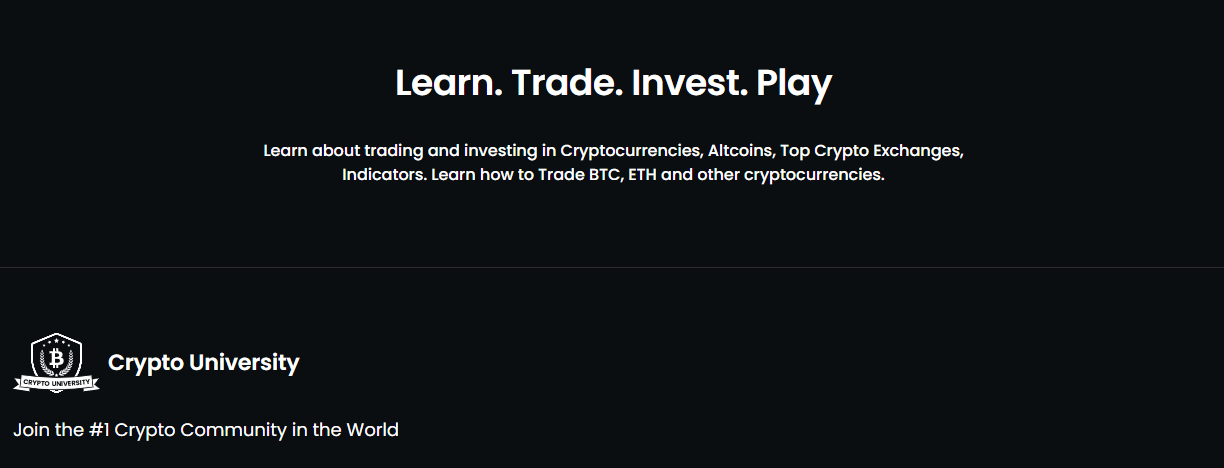 Learn. Trade. Invest. Play
Learn about trading and investing in Cryptocurrencies, Altcoins, Top Crypto Exchanges,
Indicators. Learn how to Trade BTC, ETH and other cryptocurrencies.
CRYPTO UNIVERSITY
Crypto University
Join the #1 Crypto Community in the World